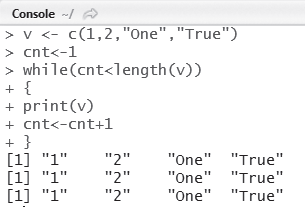 Console ~/
> v <- c(1,2,"One","True")
> cnt<-1
> while(cnt<length(v))
+ {
+ print(v)
+ cnt<-cnt+1
+ }
[1] "1" "2" "One" "True"
[1] "1" "2" "One" "True"
[1] "1" "2" "One" "True"